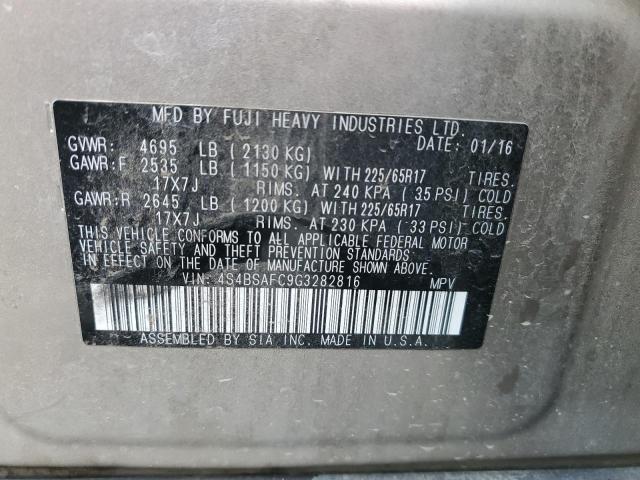 MFD BY FUJI HEAVY INDUSTRIES LTD.
DATE: 01/16
GVWR: 4695 LB ( 2130 KG)
GAWR:F 2535 LB ( 1150 KG) WITH 225/65R17 TIRES.
17X7J RIMS. AT 240 KPA ( 35 PSI) COLD
GAWR:R 2645 LB ( 1200 KG) WITH 225/65R17 TIRES.
17X7J RIMS. AT 230 KPA ( 33 PSI) COLD
THIS VEHICLE CONFORMS TO ALL APPLICABLE FEDERAL MOTOR
VEHICLE SAFETY AND THEFT PREVENTION STANDARDS
IN EFFECT ON THE DATE OF MANUFACTURE SHOWN ABOVE.
VIN: 4S4BSAFC9G3282816 MPV
ASSEMBLED BY SIA INC. MADE IN U.S.A.